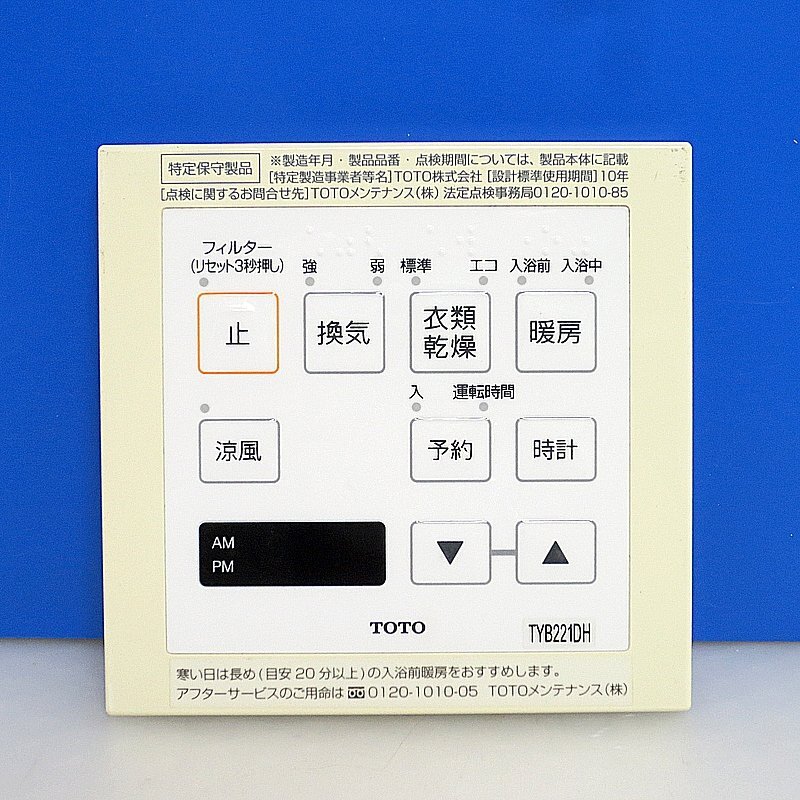 特定保守製品
※製造年月・製品品番・点検期間については、製品本体に記載
[特定製造事業者等名]TOTO株式会社 [設計標準使用期間]10年
[点検に関するお問合せ先]TOTOメンテナンス(株) 法定点検事務局0120-1010-85
フィルター
(リセット3秒押し) 強 弱 標準 エコ 入浴前 入浴中
止 換気 衣類 暖房
乾燥
入 運転時間
涼風 予約 時計
AM
PM
▼ ▲
TOTO
TYB221DH
寒い日は長め(目安20分以上)の入浴前暖房をおすすめします。
アフターサービスのご用命は 0120-1010-05 TOTOメンテナンス(株)